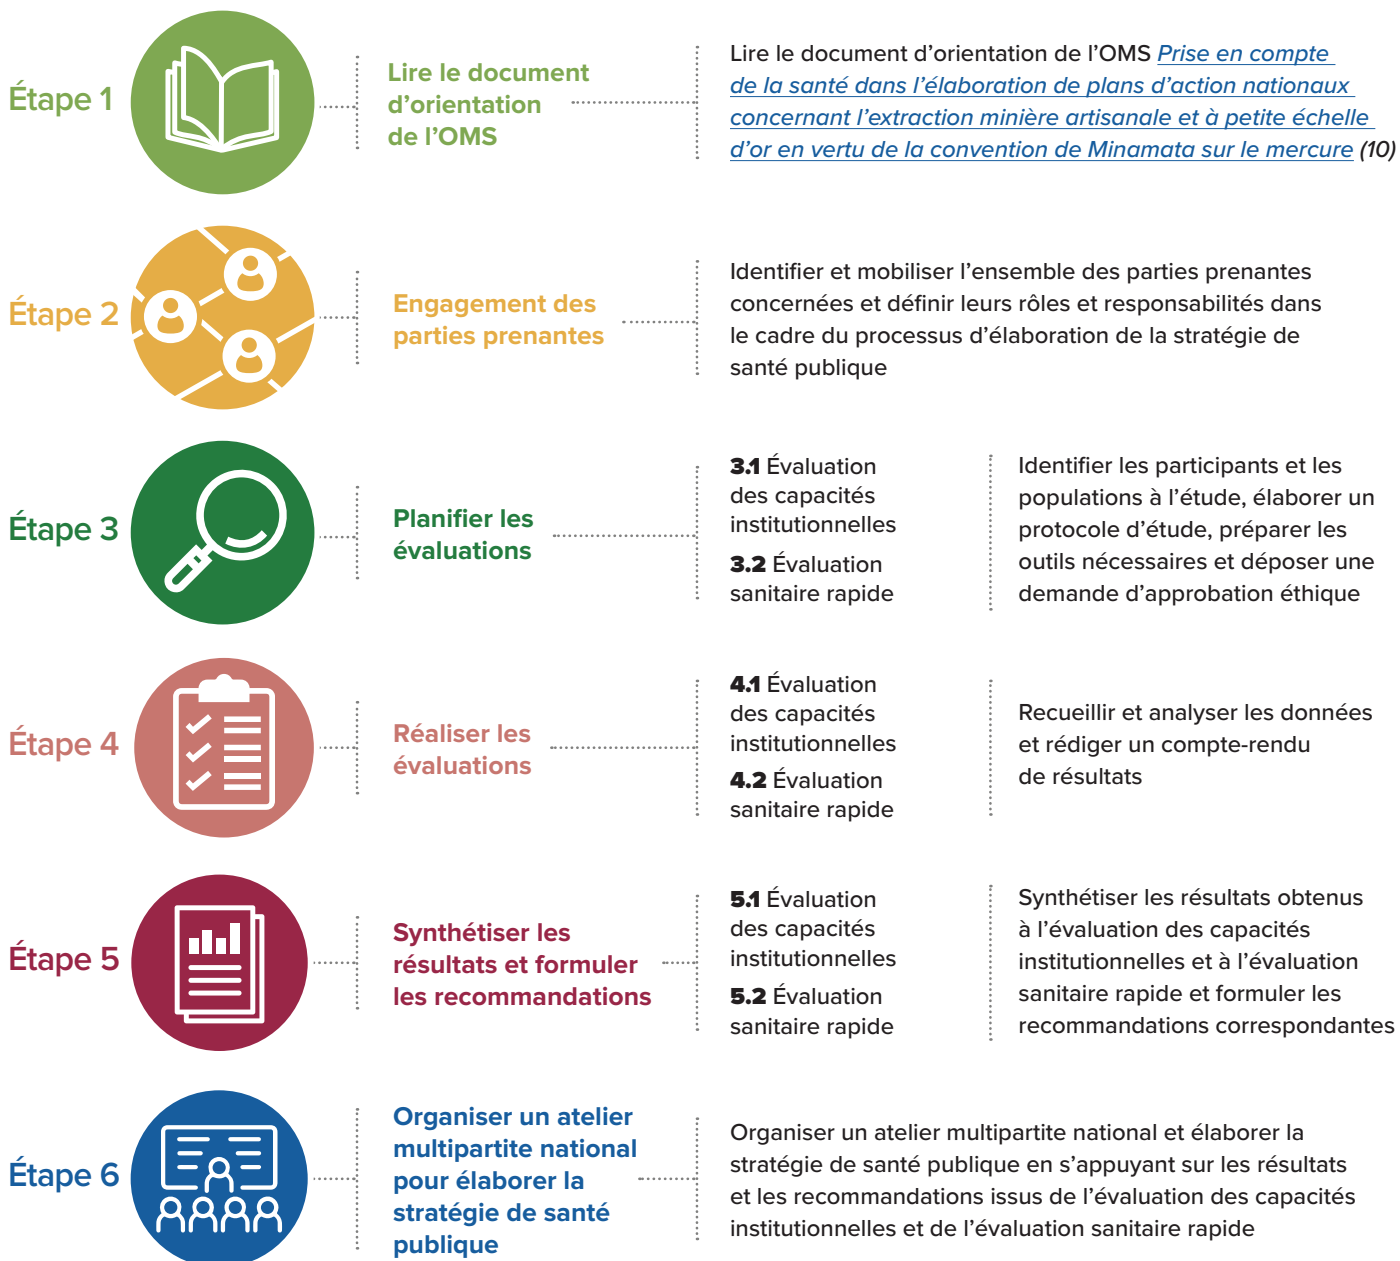 Étape 1
Lire le document
d’orientation
de l’OMS
Lire le document d’orientation de l’OMS Prise en compte
de la santé dans l’élaboration de plans d’action nationaux
concernant l’extraction minière artisanale et à petite échelle
d’or en vertu de la convention de Minamata sur le mercure (10)
Étape 2
Engagement des
parties prenantes
Identifier et mobiliser l’ensemble des parties prenantes
concernées et définir leurs rôles et responsabilités dans
le cadre du processus d’élaboration de la stratégie de
santé publique
Étape 3
Planifier les
évaluations
3.1 Évaluation
des capacités
institutionnelles
3.2 Évaluation
sanitaire rapide
Identifier les participants et les
populations à l’étude, élaborer un
protocole d’étude, préparer les
outils nécessaires et déposer une
demande d’approbation éthique
Étape 4
Réaliser les
évaluations
4.1 Évaluation
des capacités
institutionnelles
4.2 Évaluation
sanitaire rapide
Recueillir et analyser les données
et rédiger un compte-rendu
de résultats
Étape 5
Synthétiser les
résultats et formuler
les recommandations
5.1 Évaluation
des capacités
institutionnelles
5.2 Évaluation
sanitaire rapide
Synthétiser les résultats obtenus
à l’évaluation des capacités
institutionnelles et à l’évaluation
sanitaire rapide et formuler les
recommandations correspondantes
Étape 6
Organiser un atelier
multipartite national
pour élaborer la
stratégie de santé
publique
Organiser un atelier multipartite national et élaborer la
stratégie de santé publique en s’appuyant sur les résultats
et les recommandations issus de l’évaluation des capacités
institutionnelles et de l’évaluation sanitaire rapide